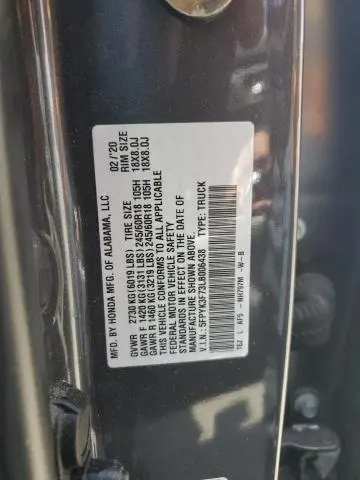 MFD. BY HONDA MFG. OF ALABAMA, LLC 02/'20
GVWR 2730 KG(6019 LBS) TIRE SIZE RIM SIZE
GAWR F 1420 KG(3131 LBS) 245/60R18 105H 18X8.0J
GAWR R 1460 KG(3219 LBS) 245/60R18 105H 18X8.0J
THIS VEHICLE CONFORMS TO ALL APPLICABLE
FEDERAL MOTOR VEHICLE SAFETY
STANDARDS IN EFFECT ON THE DATE OF
MANUFACTURE SHOWN ABOVE.
V.I.N.: 5FPYK3F73LB006438 TYPE: TRUCK
T6Z L AF5 - NH797M -W-B